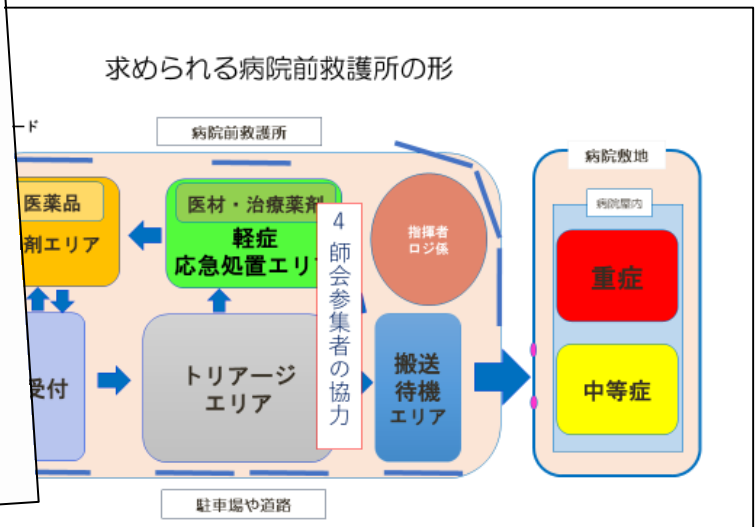 求められる病院前救護所の形
ード
病院前救護所
病院敷地
医薬品
剤エリア
医材・治療薬剤
軽症
応急処置エリ
4師会参集者の協力
指揮者
ロジ係
病院屋内
重症
受付
トリアージ
エリア
搬送
待機
エリア
中等症
駐車場や道路